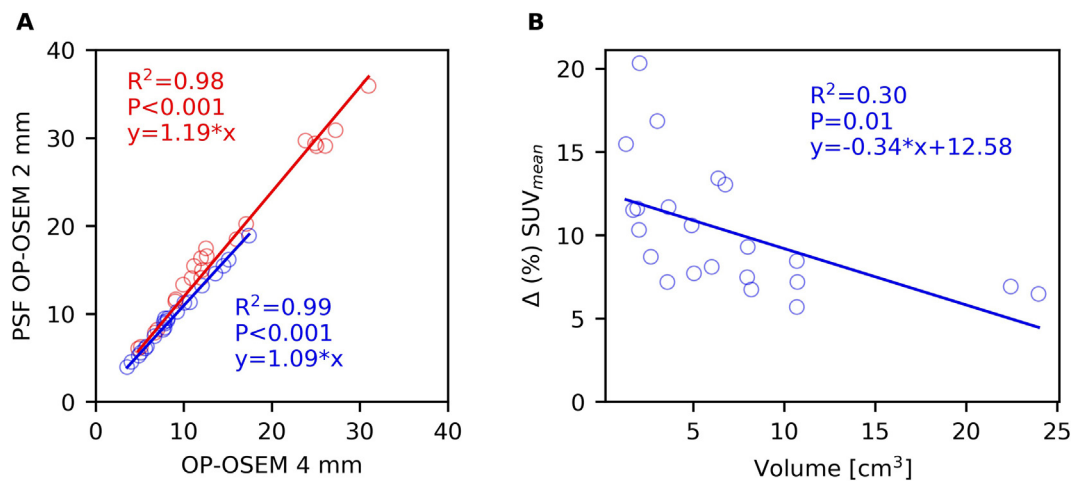 A
PSF OP-OSEM 2 mm
40
30
20
10
0
R²=0.98
P<0.001
y=1.19*x
R²=0.99
P<0.001
y=1.09*x
0 10 20 30 40
OP-OSEM 4 mm
B
Δ (%) SUVmean
20
15
10
5
0
R²=0.30
P=0.01
y=-0.34*x+12.58
5 10 15 20 25
Volume [cm³]